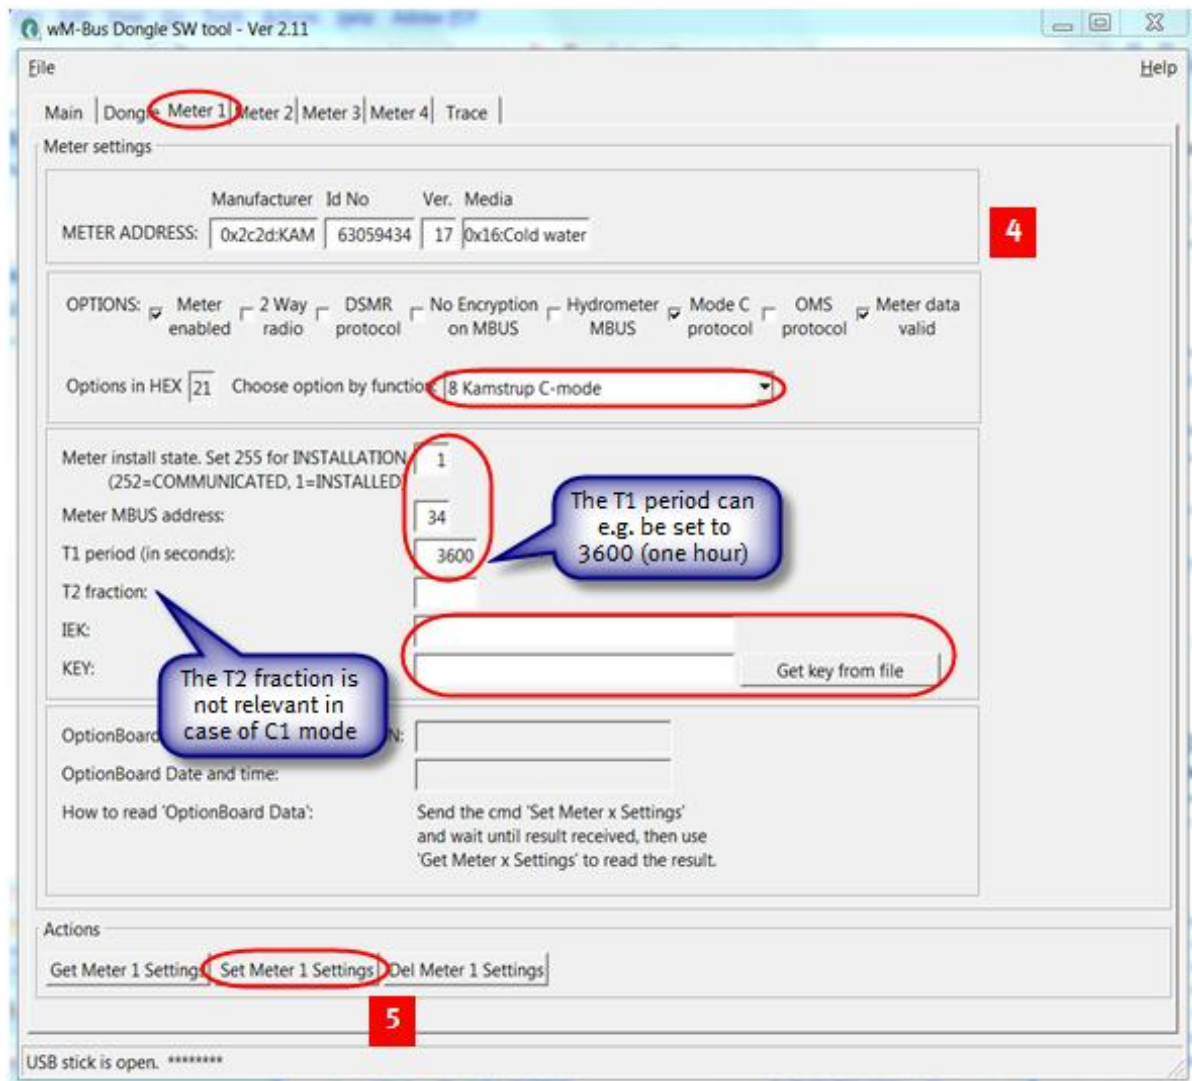 wM-Bus Dongle SW tool - Ver 2.11
File Help
Main Dongle Meter 1 Meter 2 Meter 3 Meter 4 Trace
Meter settings
Manufacturer Id No Ver. Media
METER ADDRESS: 0x2c2d:KAM 63059434 17 0x16:Cold water
4
OPTIONS: Meter enabled 2 Way radio DSMR protocol No Encryption on MBUS Hydrometer MBUS Mode C protocol OMS protocol Meter data valid
Options in HEX 21 Choose option by function: 8 Kamstrup C-mode
Meter install state. Set 255 for INSTALLATION 1
(252=COMMUNICATED, 1=INSTALLED)
Meter MBUS address: 34
T1 period (in seconds): 3600
The T1 period can
e.g. be set to
3600 (one hour)
T2 fraction:
IEK:
KEY: Get key from file
The T2 fraction is
not relevant in
case of C1 mode
OptionBoard N:
OptionBoard Date and time:
How to read 'OptionBoard Data': Send the cmd 'Set Meter x Settings'
and wait until result received, then use
'Get Meter x Settings' to read the result.
Actions
Get Meter 1 Settings Set Meter 1 Settings Del Meter 1 Settings
5
USB stick is open. ********